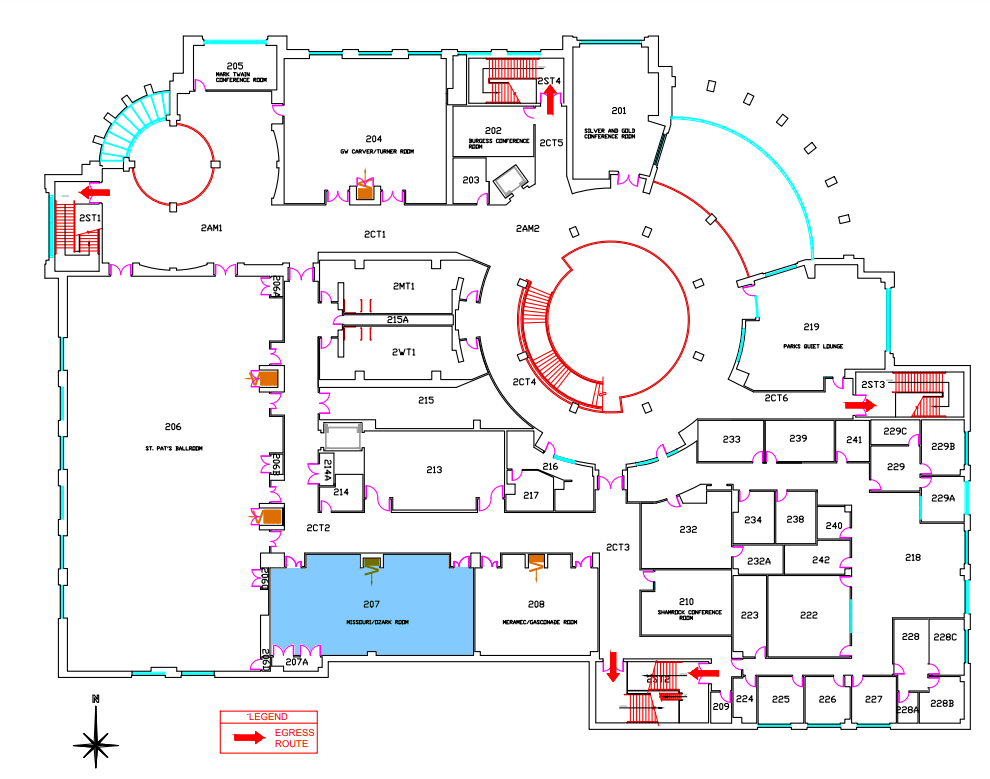 205
MARK TWAIN
CONFERENCE ROOM
204
GW CARVER/TURNER ROOM
2ST4
201
SILVER AND GOLD
CONFERENCE ROOM
202
BURGESS CONFERENCE
ROOM
2CT5
203
2ST1
2AM1
2CT1
2AM2
206A
2MT1
215A
2WT1
219
PARKS QUIET LOUNGE
2CT4
2ST3
2CT6
215
206
ST. PAT'S BALLROOM
233
239
241
229C
229B
206B
214A
213
216
229
214
217
229A
2CT2
2CT3
232
234
238
240
218
232A
242
206C
207
MISSOURI/OZARK ROOM
208
MERAMEC/GASCONADE ROOM
210
SHAMROCK CONFERENCE
ROOM
223
222
206D
207A
228
228C
2ST2
209
224
225
226
227
228A
228B
N
LEGEND
EGRESS
ROUTE